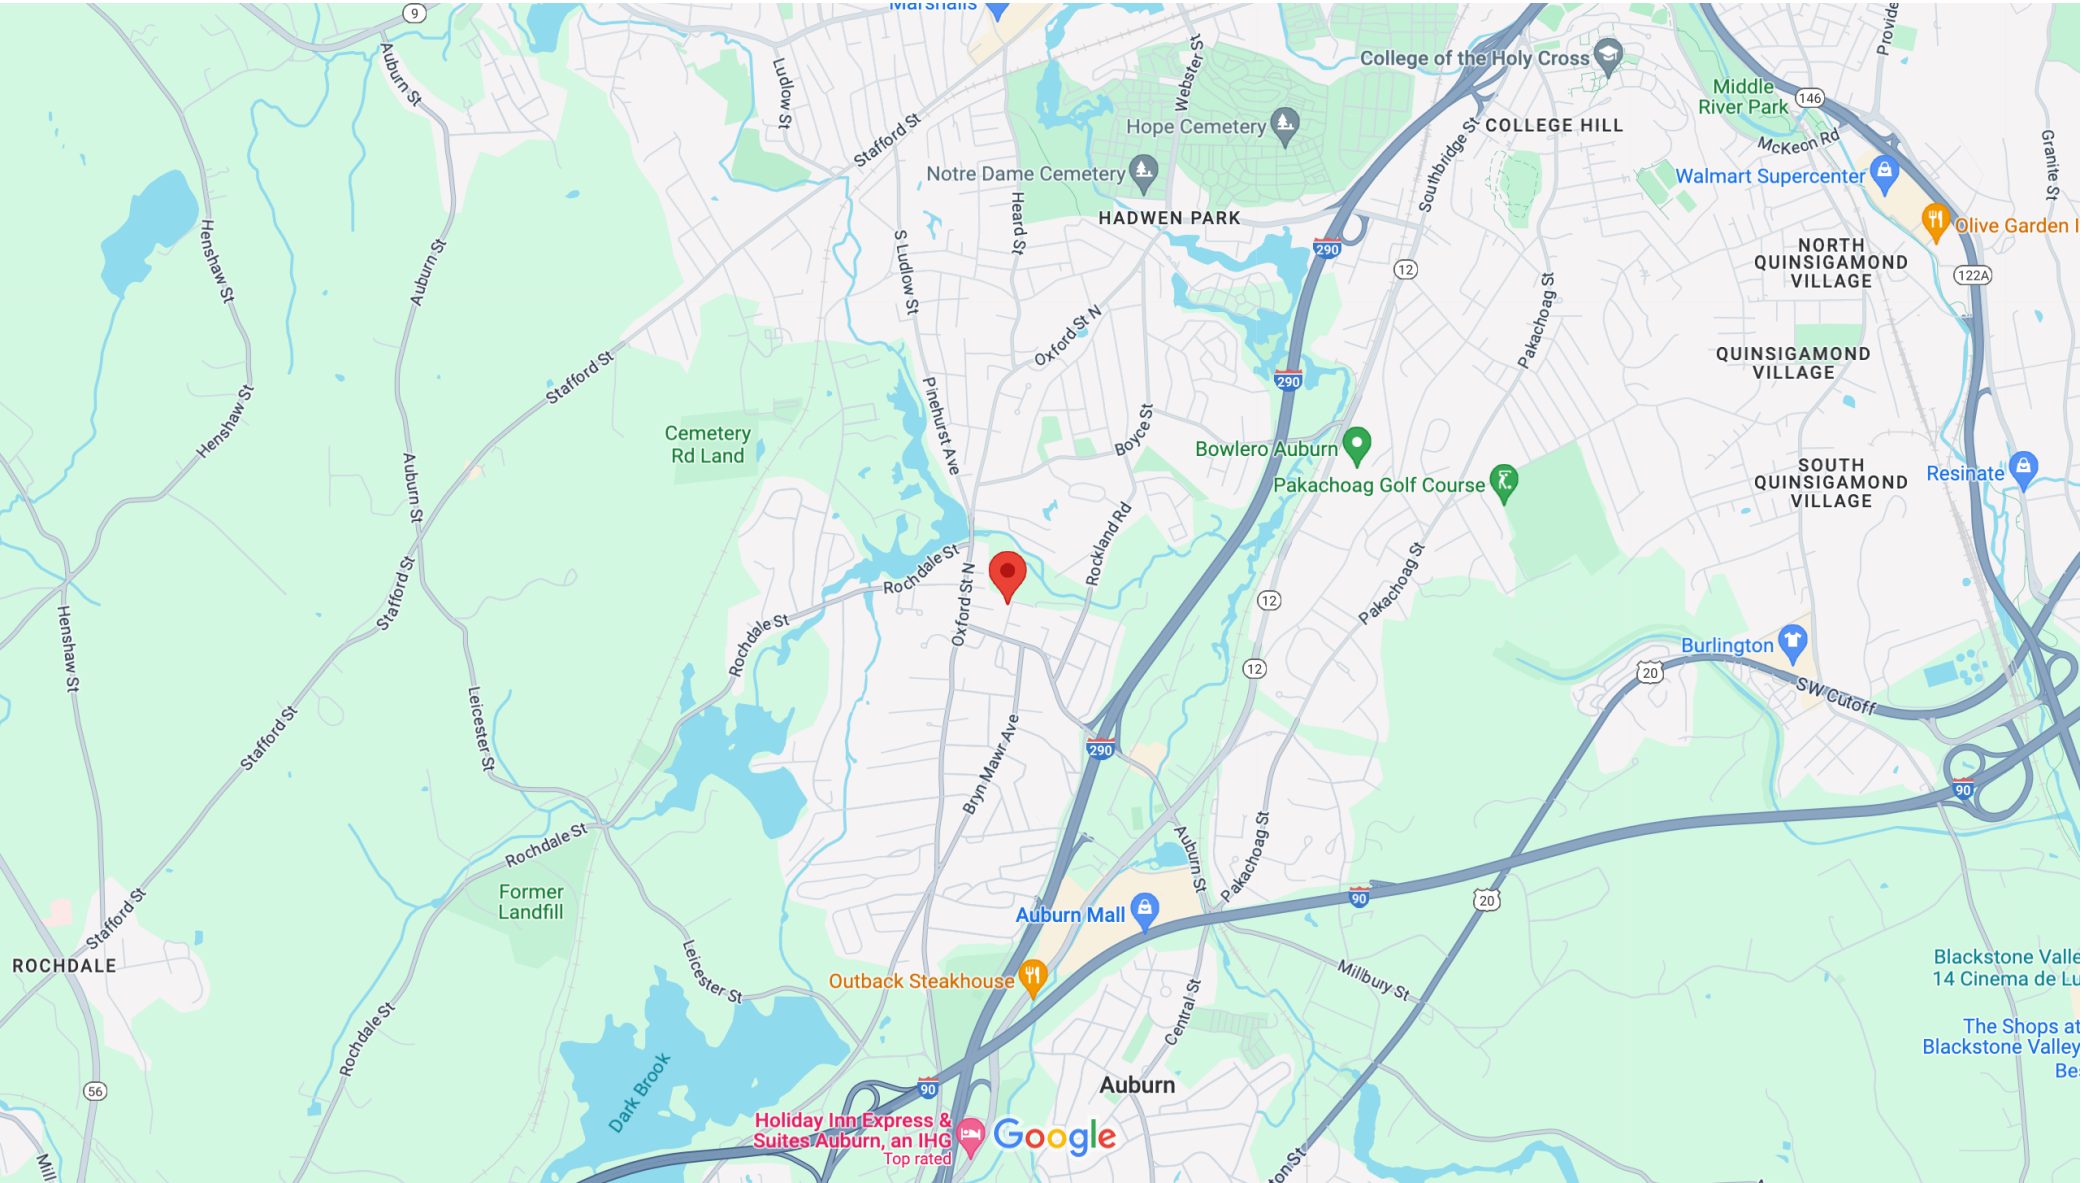 Marshalls
9
Auburn St
Ludlow St
Stafford St
Webster St
College of the Holy Cross
Provide
Middle
River Park
146
Hope Cemetery
COLLEGE HILL
McKeon Rd
Granite St
Notre Dame Cemetery
Southbridge St
Walmart Supercenter
Heard St
HADWEN PARK
Olive Garden I
Henshaw St
Auburn St
S Ludlow St
290
12
NORTH
QUINSIGAMOND
VILLAGE
122A
Oxford St N
Pakachoag St
Stafford St
290
QUINSIGAMOND
VILLAGE
Henshaw St
Pinehurst Ave
Boyce St
Cemetery
Rd Land
Bowlero Auburn
Pakachoag Golf Course
Auburn St
SOUTH
QUINSIGAMOND
VILLAGE
Resinate
Rockland Rd
Rochdale St
Stafford St
Oxford St N
Pakachoag St
12
Henshaw St
Rochdale St
Burlington
12
20
SW Cutoff
Leicester St
Stafford St
Bryn Mawr Ave
290
90
Rochdale St
Auburn St
Pakachoag St
Former
Landfill
90
20
Stafford St
Auburn Mall
ROCHDALE
Leicester St
Outback Steakhouse
Millbury St
Blackstone Valle
14 Cinema de Lu
Central St
Rochdale St
The Shops at
Blackstone Valley
Bes
56
Dark Brook
90
Auburn
Holiday Inn Express &
Suites Auburn, an IHG
Top rated
Google
Mill
ton St